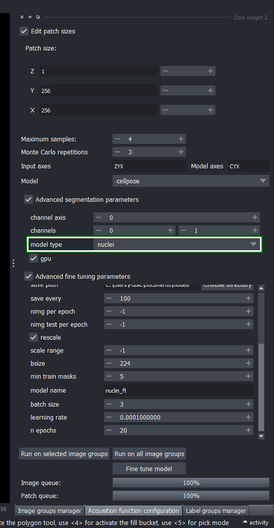 Dock widget 2
Edit patch sizes
Patch size:
Z 1
Y 256
X 256
Maximum samples: 4
Monte Carlo repetitions 3
Input axes ZYX Model axes CYX
Model cellpose
Advanced segmentation parameters
channel axis 0
channels 0 1
model type nuclei
gpu
Advanced fine tuning parameters
save path Choose directory
save every 100
nimg per epoch -1
nimg test per epoch -1
rescale
scale range -1
bsize 224
min train masks 5
model name nuclei_ft
batch size 3
learning rate 0.0001000000
n epochs 20
Run on selected image groups Run on all image groups
Fine tune model
Image queue: 100%
Patch queue: 100%
Image groups manager Acquisition function configuration Label groups manager
te the polygon tool, use <4> for activate the fill bucket, use <5> for pick mode activity